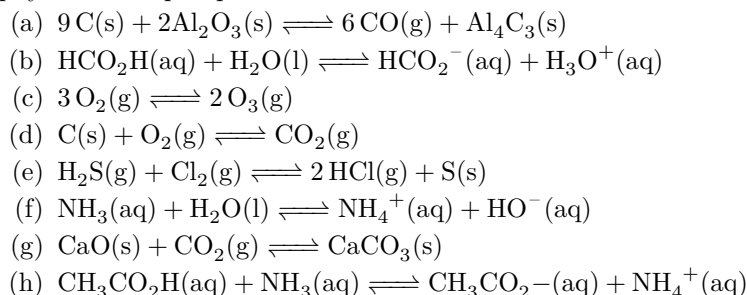 (a) 9 C(s) + 2Al₂O₃(s) ⇌ 6 CO(g) + Al₄C₃(s)
(b) HCO₂H(aq) + H₂O(l) ⇌ HCO₂⁻(aq) + H₃O⁺(aq)
(c) 3 O₂(g) ⇌ 2 O₃(g)
(d) C(s) + O₂(g) ⇌ CO₂(g)
(e) H₂S(g) + Cl₂(g) ⇌ 2 HCl(g) + S(s)
(f) NH₃(aq) + H₂O(l) ⇌ NH₄⁺(aq) + HO⁻(aq)
(g) CaO(s) + CO₂(g) ⇌ CaCO₃(s)
(h) CH₃CO₂H(aq) + NH₃(aq) ⇌ CH₃CO₂−(aq) + NH₄⁺(aq)